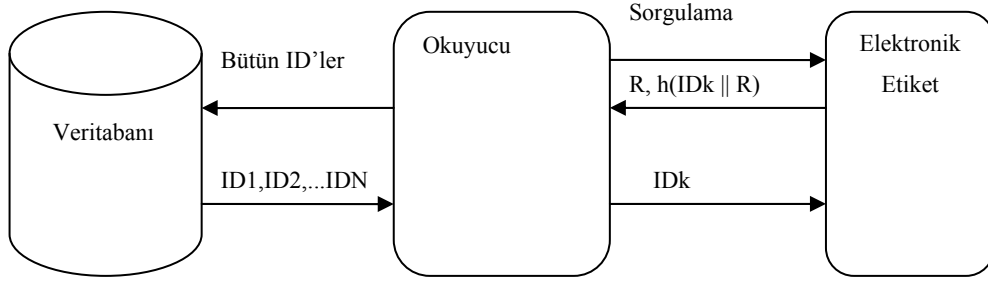 Sorgulama
Okuyucu
Elektronik
Etiket
Bütün ID’ler
R, h(IDk || R)
Veritabanı
ID1,ID2,...IDN
IDk